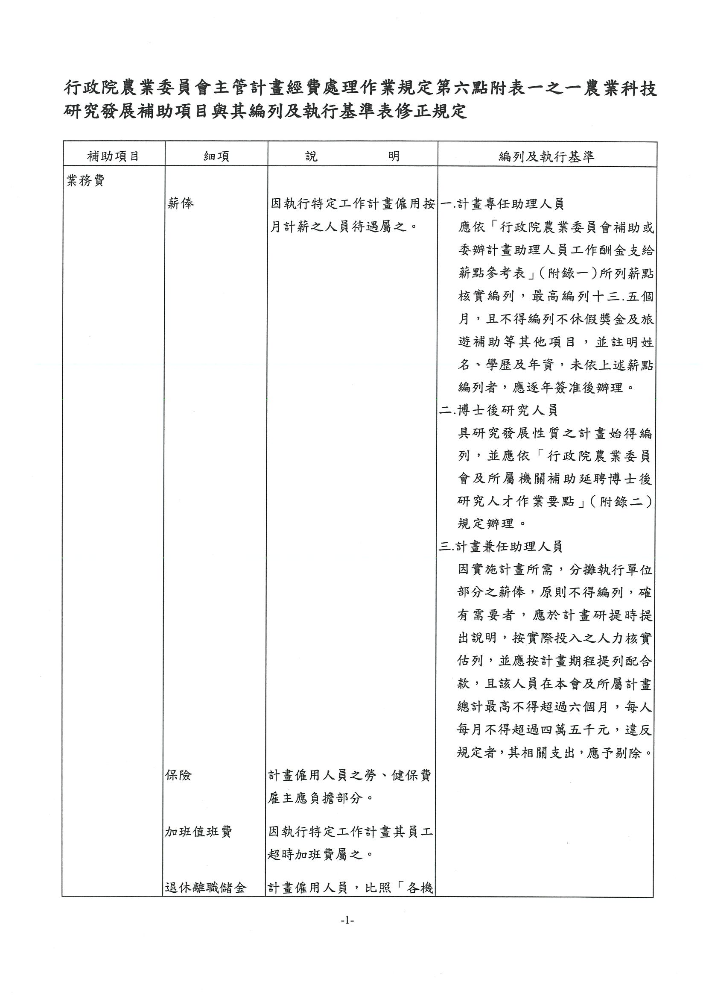 行政院農業委員會主管計畫經費處理作業規定第六點附表一之一農業科技
研究發展補助項目與其編列及執行基準表修正規定
補助項目
細項
說 明
編列及執行基準
業務費
薪俸
因執行特定工作計畫僱用按
月計薪之人員待遇屬之。
一.計畫專任助理人員
應依「行政院農業委員會補助或
委辦計畫助理人員工作酬金支給
薪點參考表」(附錄一)所列薪點
核實編列，最高編列十三.五個
月，且不得編列不休假獎金及旅
遊補助等其他項目，並註明姓
名、學歷及年資，未依上述薪點
編列者，應逐年簽准後辦理。
二.博士後研究人員
具研究發展性質之計畫始得編
列，並應依「行政院農業委員
會及所屬機關補助延聘博士後
研究人才作業要點」(附錄二)
規定辦理。
三.計畫兼任助理人員
因實施計畫所需，分攤執行單位
部分之薪俸，原則不得編列，確
有需要者，應於計畫研提時提
出說明，按實際投入之人力核實
估列，並應按計畫期程提列配合
款，且該人員在本會及所屬計畫
總計最高不得超過六個月，每人
每月不得超過四萬五千元，違反
規定者，其相關支出，應予剔除。
保險
計畫僱用人員之勞、健保費
雇主應負擔部分。
加班值班費
因執行特定工作計畫其員工
超時加班費屬之。
退休離職儲金
計畫僱用人員，比照「各機
-1-